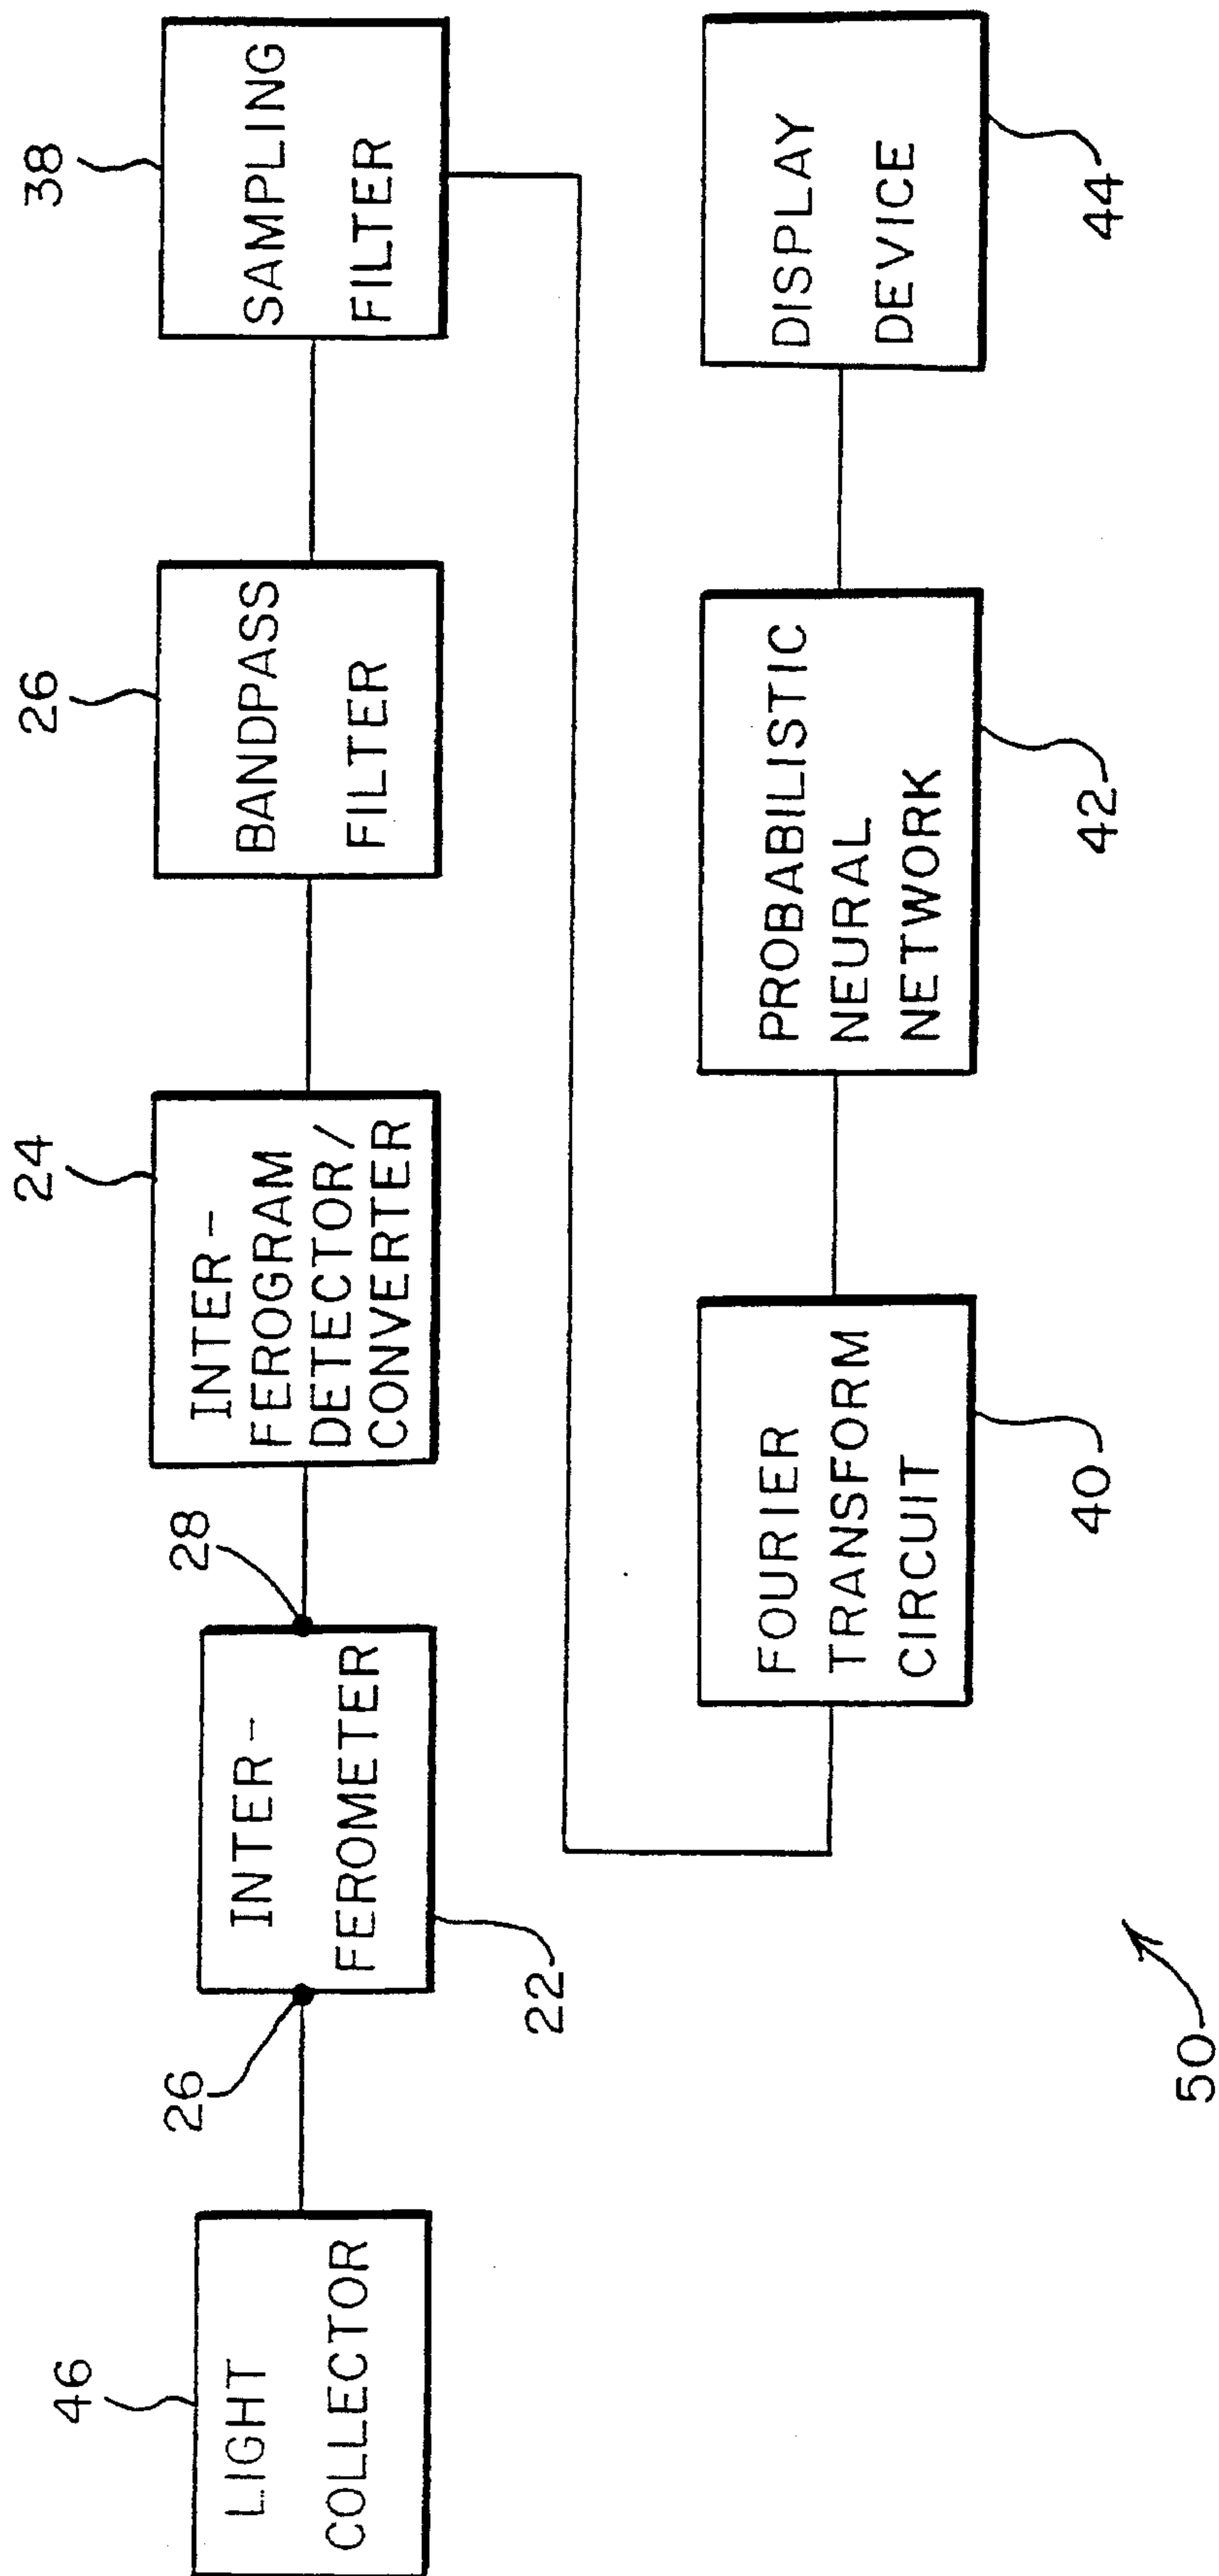 46
LIGHT
COLLECTOR
26
INTER-
FEROMETER
22
28
24
INTER-
FEROGRAM
DETECTOR/
CONVERTER
26
BANDPASS
FILTER
38
SAMPLING
FILTER
FOURIER
TRANSFORM
CIRCUIT
40
PROBABILISTIC
NEURAL
NETWORK
42
DISPLAY
DEVICE
44
50